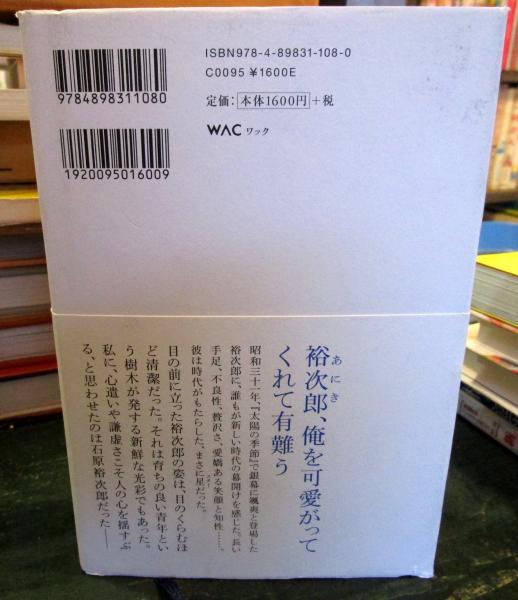 ISBN978-4-89831-108-0
C0095 ¥1600E
定価：本体1600円＋税
WAC ワック
9784898311080
1920095016009
あにき
裕次郎、俺を可愛がって
くれて有難う
昭和三十一年、『太陽の季節』で銀幕に颯爽と登場した
裕次郎に、誰もが新しい時代の幕開けを感じた。長い
手足、不良性、贅沢さ、愛嬌ある笑顔と知性……。
彼は時代がもたらした、まさに星だった。
目の前に立った裕次郎の姿は、目のくらむほ
ど清潔だった。それは育ちの良い青年とい
う樹木が発する新鮮な光彩でもあった。
私に、心遣いや謙虚さこそ人の心を揺すぶ
る、と思わせたのは石原裕次郎だった――